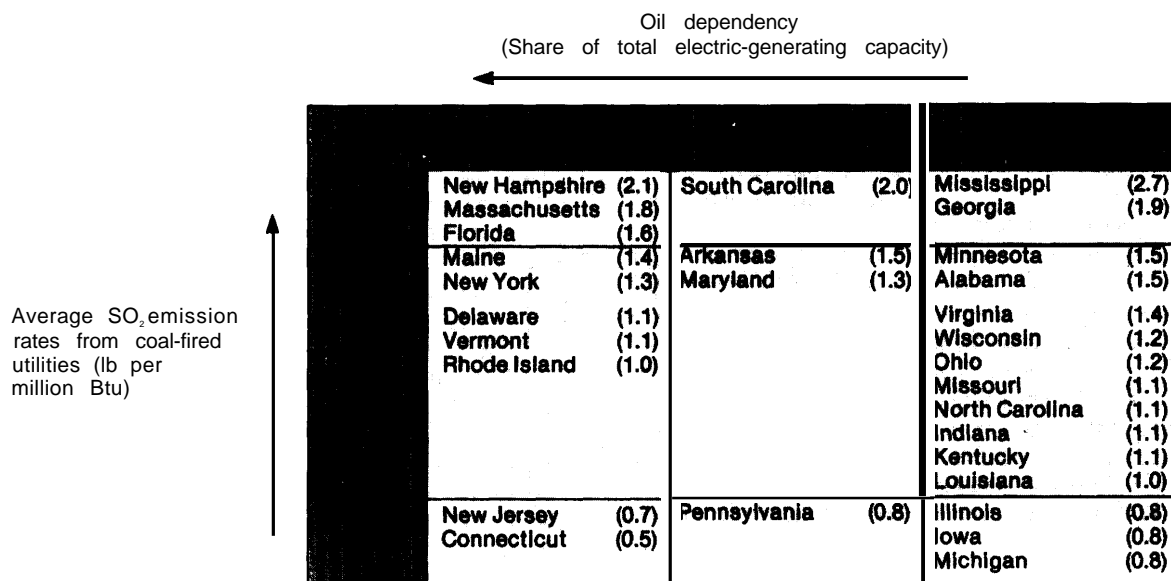 Oil dependency
(Share of total electric-generating capacity)
Average SO₂ emission
rates from coal-fired
utilities (lb per
million Btu)
New Hampshire (2.1)
Massachusetts (1.8)
Florida (1.6)
Maine (1.4)
New York (1.3)
Delaware (1.1)
Vermont (1.1)
Rhode Island (1.0)
New Jersey (0.7)
Connecticut (0.5)
South Carolina (2.0)
Arkansas (1.5)
Maryland (1.3)
Pennsylvania (0.8)
Mississippi (2.7)
Georgia (1.9)
Minnesota (1.5)
Alabama (1.5)
Virginia (1.4)
Wisconsin (1.2)
Ohio (1.2)
Missouri (1.1)
North Carolina (1.1)
Indiana (1.1)
Kentucky (1.1)
Louisiana (1.0)
Illinois (0.8)
Iowa (0.8)
Michigan (0.8)